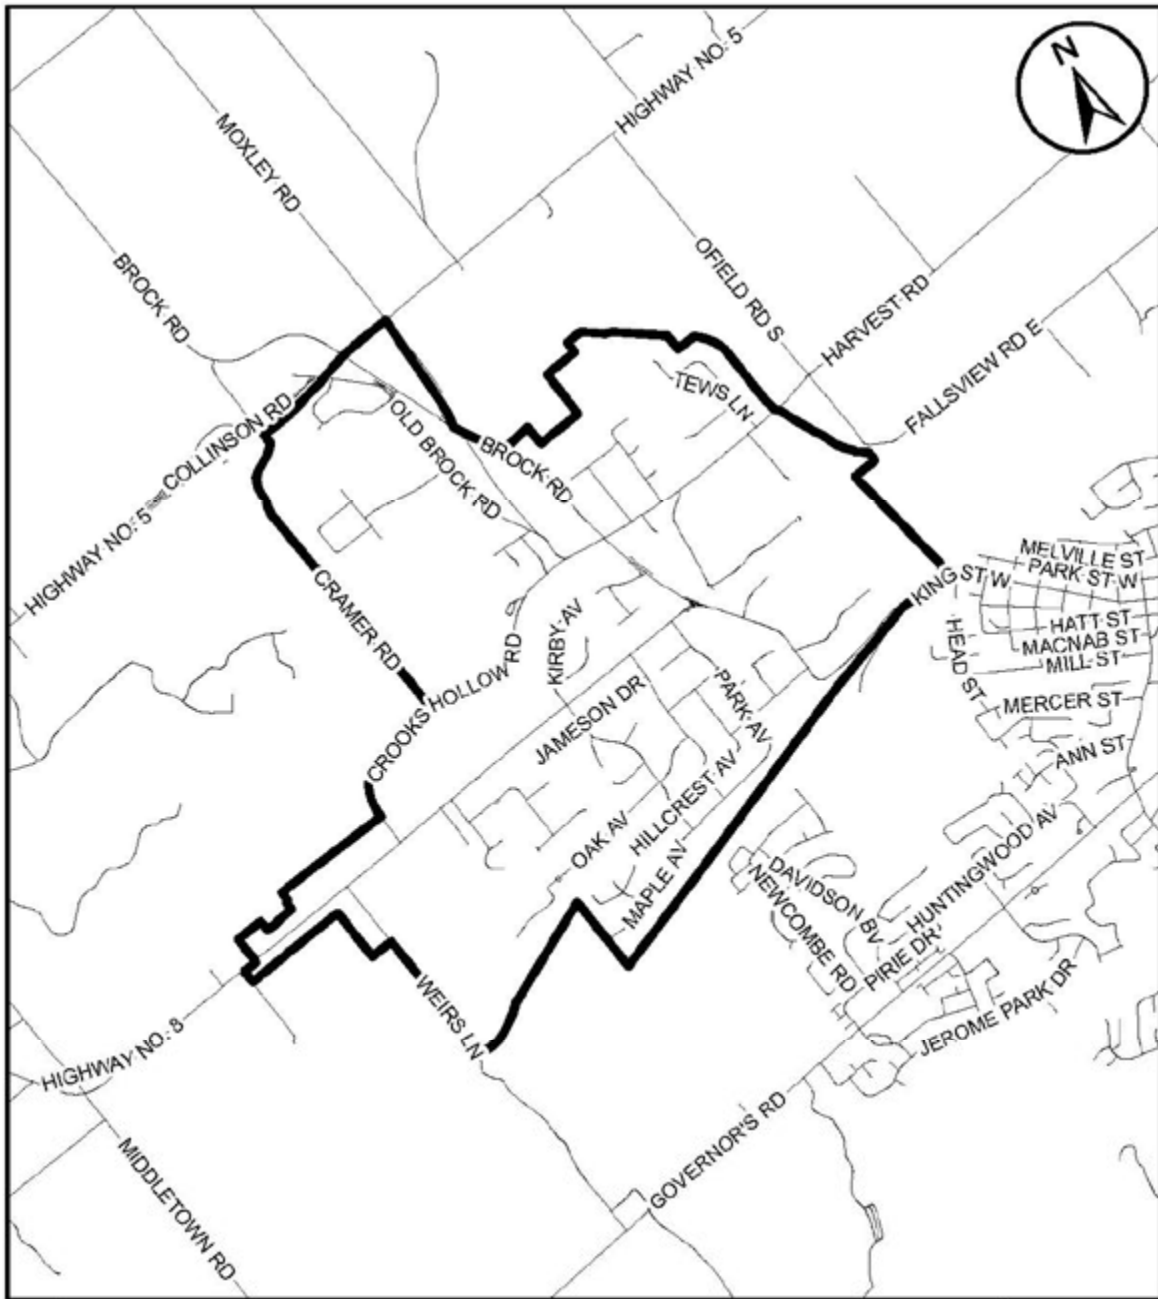 N
HIGHWAY NO. 5
MOXLEY RD
BROCK RD
OFIELD RD S
HARVEST RD
FALLSVIEW RD E
TEWS LN
COLLINSON RD
OLD BROCK RD
BROCK RD
HIGHWAY NO. 5
MELVILLE ST
PARK ST W
KING ST W
CRAMER RD
KIRBY AV
HATT ST
MACNAB ST
MILL ST
HEAD ST
CROOKS HOLLOW RD
JAMESON DR
PARK AV
MERCER ST
ANN ST
HILLCREST AV
OAK AV
MAPLE AV
DAVIDSON BV
HUNTINGWOOD AV
NEWCOMBE RD
PIRIE DR
JEROME PARK DR
WEIRS LN
HIGHWAY NO. 8
GOVERNOR'S RD
MIDDLETOWN RD